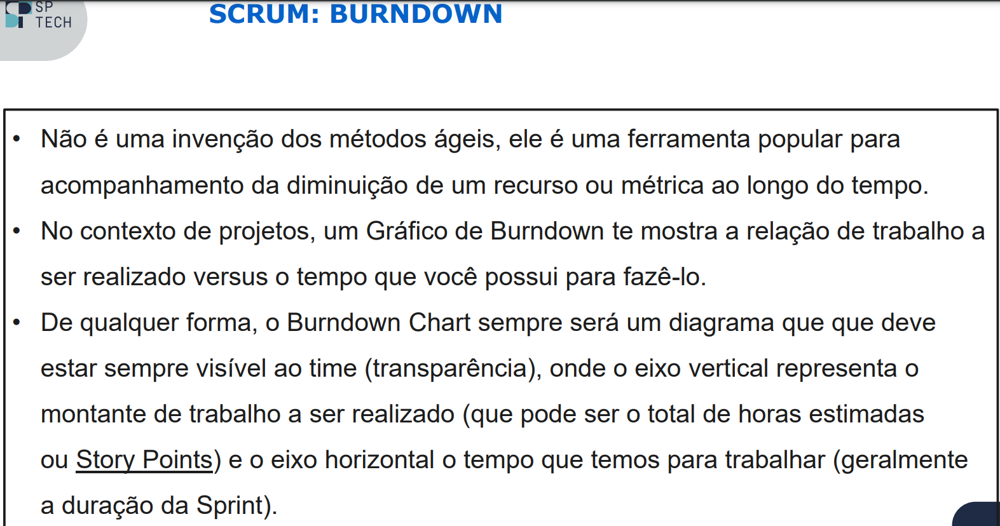 SP
TECH
SCRUM: BURNDOWN
• Não é uma invenção dos métodos ágeis, ele é uma ferramenta popular para
acompanhamento da diminuição de um recurso ou métrica ao longo do tempo.
• No contexto de projetos, um Gráfico de Burndown te mostra a relação de trabalho a
ser realizado versus o tempo que você possui para fazê-lo.
• De qualquer forma, o Burndown Chart sempre será um diagrama que que deve
estar sempre visível ao time (transparência), onde o eixo vertical representa o
montante de trabalho a ser realizado (que pode ser o total de horas estimadas
ou Story Points) e o eixo horizontal o tempo que temos para trabalhar (geralmente
a duração da Sprint).